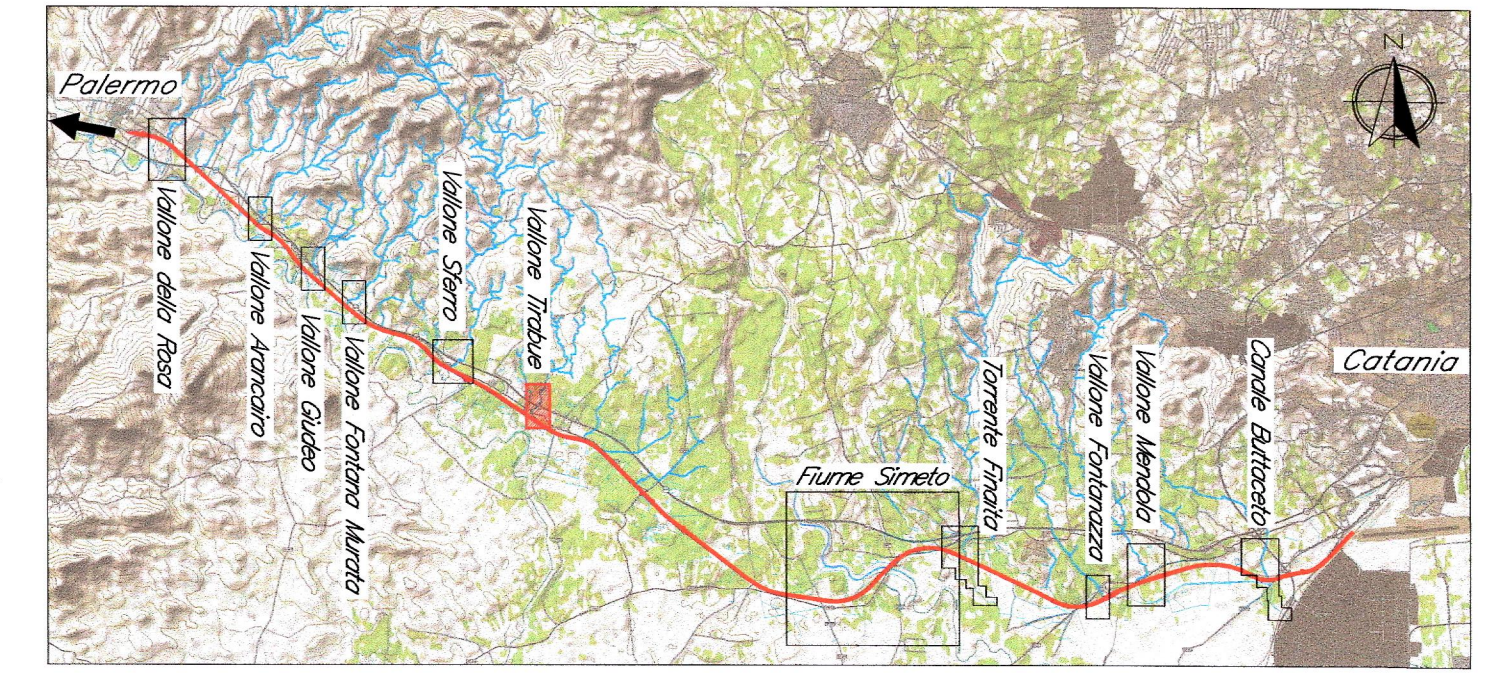 N
Palermo
Catania
Vallone della Rosa
Vallone Arancairo
Vallone Giudeo
Vallone Fontana Murata
Vallone Sferro
Vallone Tirabue
Fiume Simeto
Torrente Finaita
Vallone Fontanazza
Vallone Mendola
Canale Buttaceto